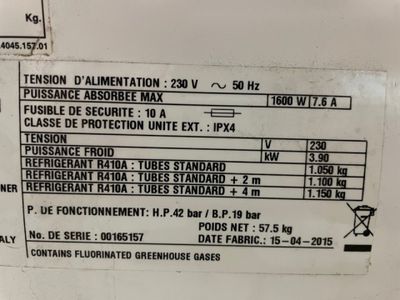 Kg.
.4045.157.01
TENSION D'ALIMENTATION : 230 V ~ 50 Hz
PUISSANCE ABSORBEE MAX 1600 W 7.6 A
FUSIBLE DE SECURITE : 10 A
CLASSE DE PROTECTION UNITE EXT. : IPX4
TENSION V 230
PUISSANCE FROID kW 3.90
REFRIGERANT R410A : TUBES STANDARD 1.050 kg
REFRIGERANT R410A : TUBES STANDARD + 2 m 1.100 kg
REFRIGERANT R410A : TUBES STANDARD + 4 m 1.150 kg
ONER
P. DE FONCTIONNEMENT: H.P.42 bar / B.P.19 bar
POIDS NET : 57.5 kg
ALY
No. DE SERIE : 00165157
DATE FABRIC.: 15-04-2015
CONTAINS FLUORINATED GREENHOUSE GASES